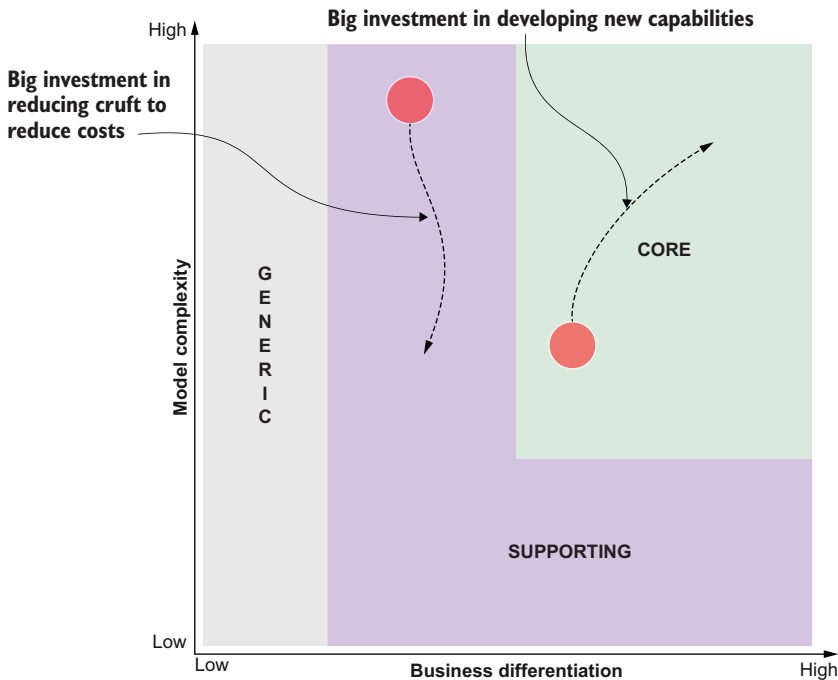 Big investment in developing new capabilities
High
Big investment in
reducing cruft to
reduce costs
CORE
Model complexity
G
E
N
E
R
I
C
SUPPORTING
Low
Low
Business differentiation
High